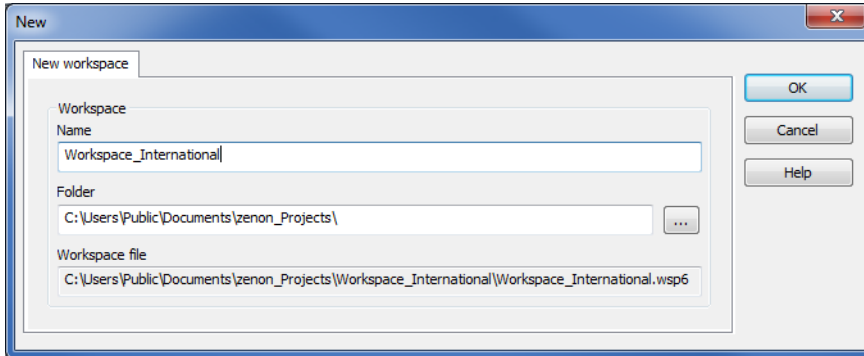 New
x
New workspace
Workspace
Name
Workspace_International
Folder
C:\Users\Public\Documents\zenon_Projects\
...
Workspace file
C:\Users\Public\Documents\zenon_Projects\Workspace_International\Workspace_International.wsp6
OK
Cancel
Help